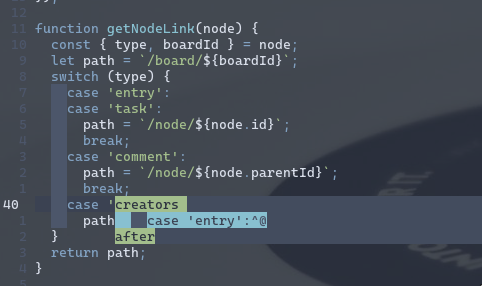 12 });
11 function getNodeLink(node) {
10   const { type, boardId } = node;
9   let path = `/board/${boardId}`;
8   switch (type) {
7     case 'entry':
6     case 'task':
5       path = `/node/${node.id}`;
4       break;
3     case 'comment':
2       path = `/node/${node.parentId}`;
1       break;
40     case 'creators
1       path    case 'entry':^@
2   }       after
3   return path;
4 }